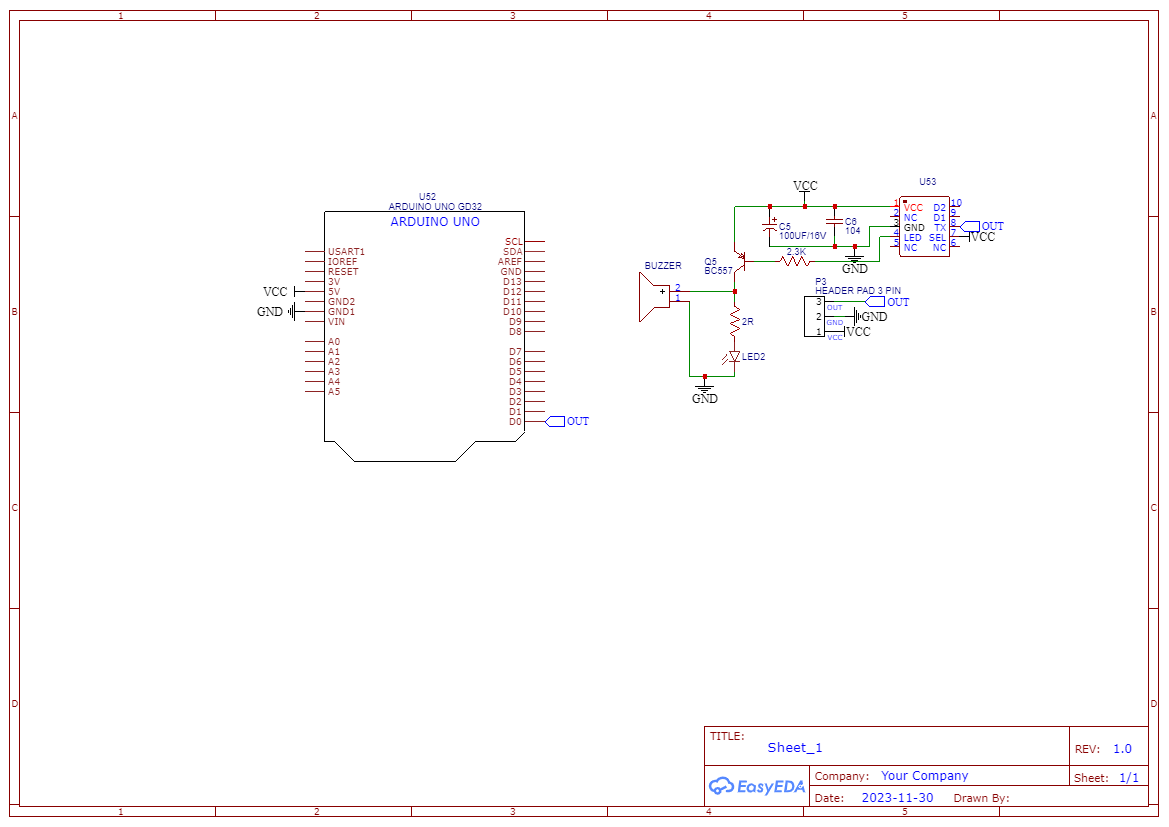 1 2 3 4 5
A A
B B
C C
D D
U52
ARDUINO UNO GD32
ARDUINO UNO
USART1
IOREF
RESET
3V
VCC 5V
GND2
GND GND1
VIN
A0
A1
A2
A3
A4
A5
SCL
SDA
AREF
GND
D13
D12
D11
D10
D9
D8
D7
D6
D5
D4
D3
D2
D1
D0 OUT
VCC
C5
100UF/16V
C6
104
GND
2.3K
Q5
BC557
BUZZER
+
2
1
2R
LED2
GND
U53
1 VCC D2 10
2 NC D1 9
3 GND TX 8 OUT
4 LED SEL 7 VCC
5 NC NC 6
P3
HEADER PAD 3 PIN
3 OUT OUT
2 GND GND
1 VCC VCC
TITLE:
Sheet_1
REV: 1.0
EasyEDA
Company: Your Company
Sheet: 1/1
Date: 2023-11-30 Drawn By:
1 2 3 4 5